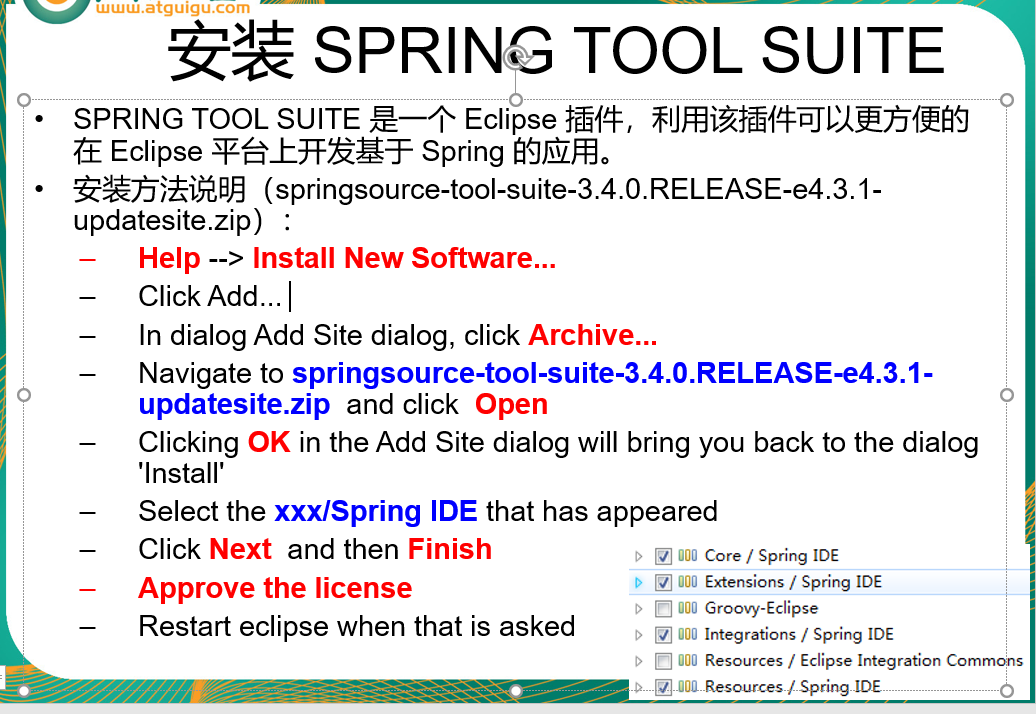 www.atguigu.com
安装 SPRING TOOL SUITE
• SPRING TOOL SUITE 是一个 Eclipse 插件，利用该插件可以更方便的
在 Eclipse 平台上开发基于 Spring 的应用。
• 安装方法说明（springsource-tool-suite-3.4.0.RELEASE-e4.3.1-
updatesite.zip）：
– Help --> Install New Software...
– Click Add...
– In dialog Add Site dialog, click Archive...
– Navigate to springsource-tool-suite-3.4.0.RELEASE-e4.3.1-
updatesite.zip and click Open
– Clicking OK in the Add Site dialog will bring you back to the dialog
'Install'
– Select the xxx/Spring IDE that has appeared
– Click Next and then Finish
– Approve the license
– Restart eclipse when that is asked
Core / Spring IDE
Extensions / Spring IDE
Groovy-Eclipse
Integrations / Spring IDE
Resources / Eclipse Integration Commons
Resources / Spring IDE